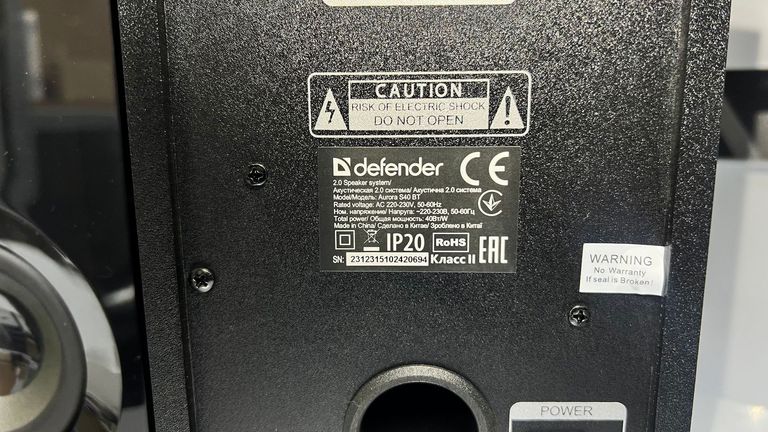 CAUTION
RISK OF ELECTRIC SHOCK
DO NOT OPEN
defender
2.0 Speaker system/
Акустическая 2.0 система/ Акустична 2.0 система
Model/Модель: Aurora S40 BT
Rated voltage: AC 220-230V, 50-60Hz
Ном. напряжение/ Напруга: ~220-230В, 50-60Гц
Total power/ Общая мощность: 40Вт/W
Made in China/ Сделано в Китае/ Зроблено в Китаї
IP20 RoHS EAC
SN: 2312315102420694 Класс II
WARNING
No Warranty
If seal is Broken!
POWER